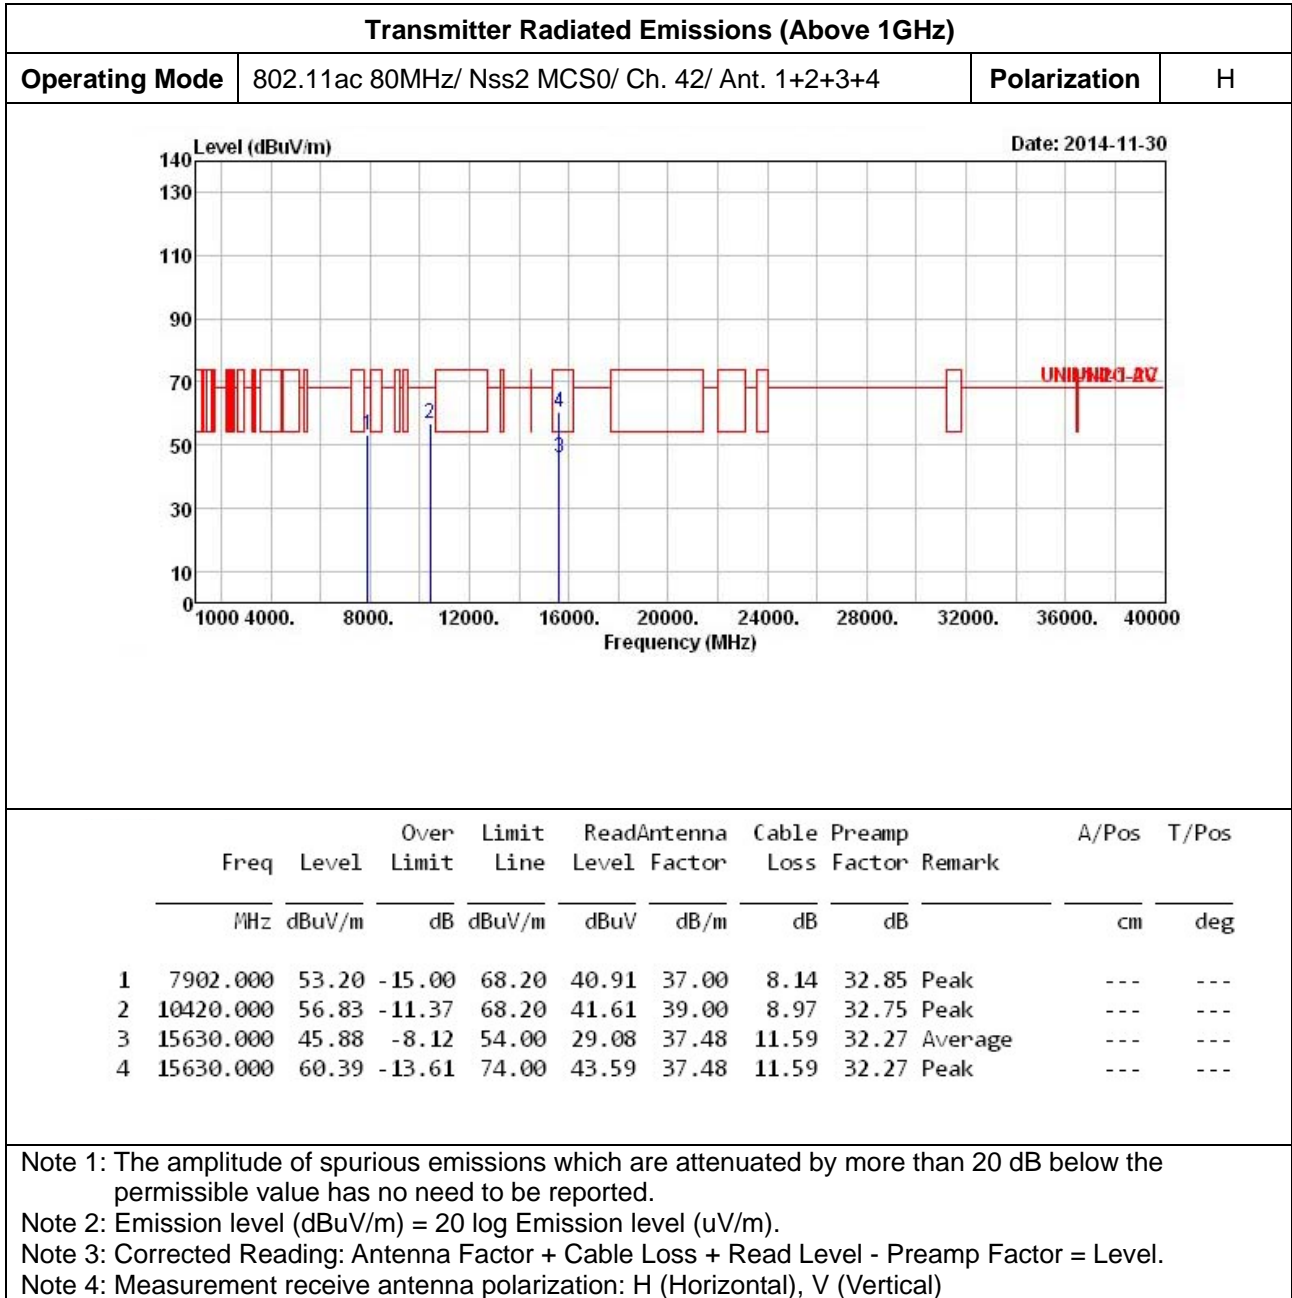 Transmitter Radiated Emissions (Above 1GHz)
Operating Mode 802.11ac 80MHz/ Nss2 MCS0/ Ch. 42/ Ant. 1+2+3+4 Polarization H
Level (dBuV/m) Date: 2014-11-30
140
130
110
90
70
50
30
10
0
1 2 4 3
1000 4000. 8000. 12000. 16000. 20000. 24000. 28000. 32000. 36000. 40000
Frequency (MHz)
Over Limit ReadAntenna Cable Preamp A/Pos T/Pos
Freq Level Limit Line Level Factor Loss Factor Remark
MHz dBuV/m dB dBuV/m dBuV dB/m dB dB cm deg
1 7902.000 53.20 -15.00 68.20 40.91 37.00 8.14 32.85 Peak --- ---
2 10420.000 56.83 -11.37 68.20 41.61 39.00 8.97 32.75 Peak --- ---
3 15630.000 45.88 -8.12 54.00 29.08 37.48 11.59 32.27 Average --- ---
4 15630.000 60.39 -13.61 74.00 43.59 37.48 11.59 32.27 Peak --- ---
Note 1: The amplitude of spurious emissions which are attenuated by more than 20 dB below the
permissible value has no need to be reported.
Note 2: Emission level (dBuV/m) = 20 log Emission level (uV/m).
Note 3: Corrected Reading: Antenna Factor + Cable Loss + Read Level - Preamp Factor = Level.
Note 4: Measurement receive antenna polarization: H (Horizontal), V (Vertical)